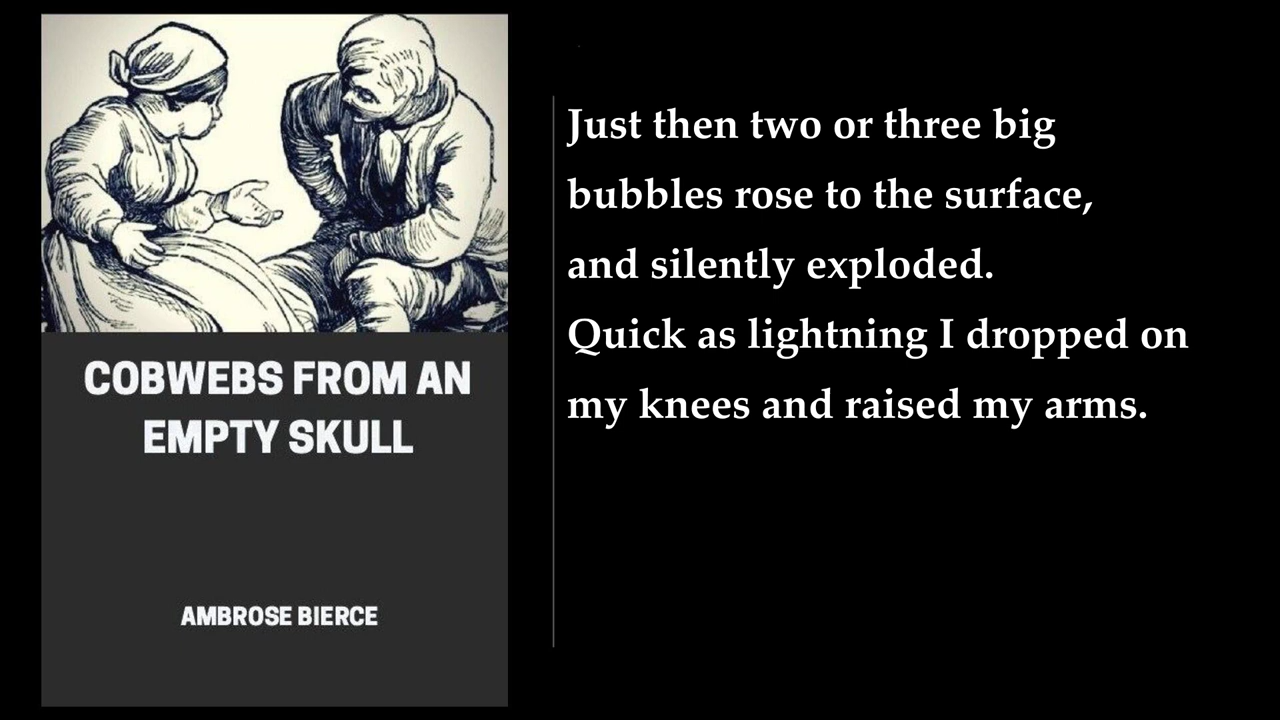 COBWEBS FROM AN
EMPTY SKULL
AMBROSE BIERCE
Just then two or three big
bubbles rose to the surface,
and silently exploded.
Quick as lightning I dropped on
my knees and raised my arms.